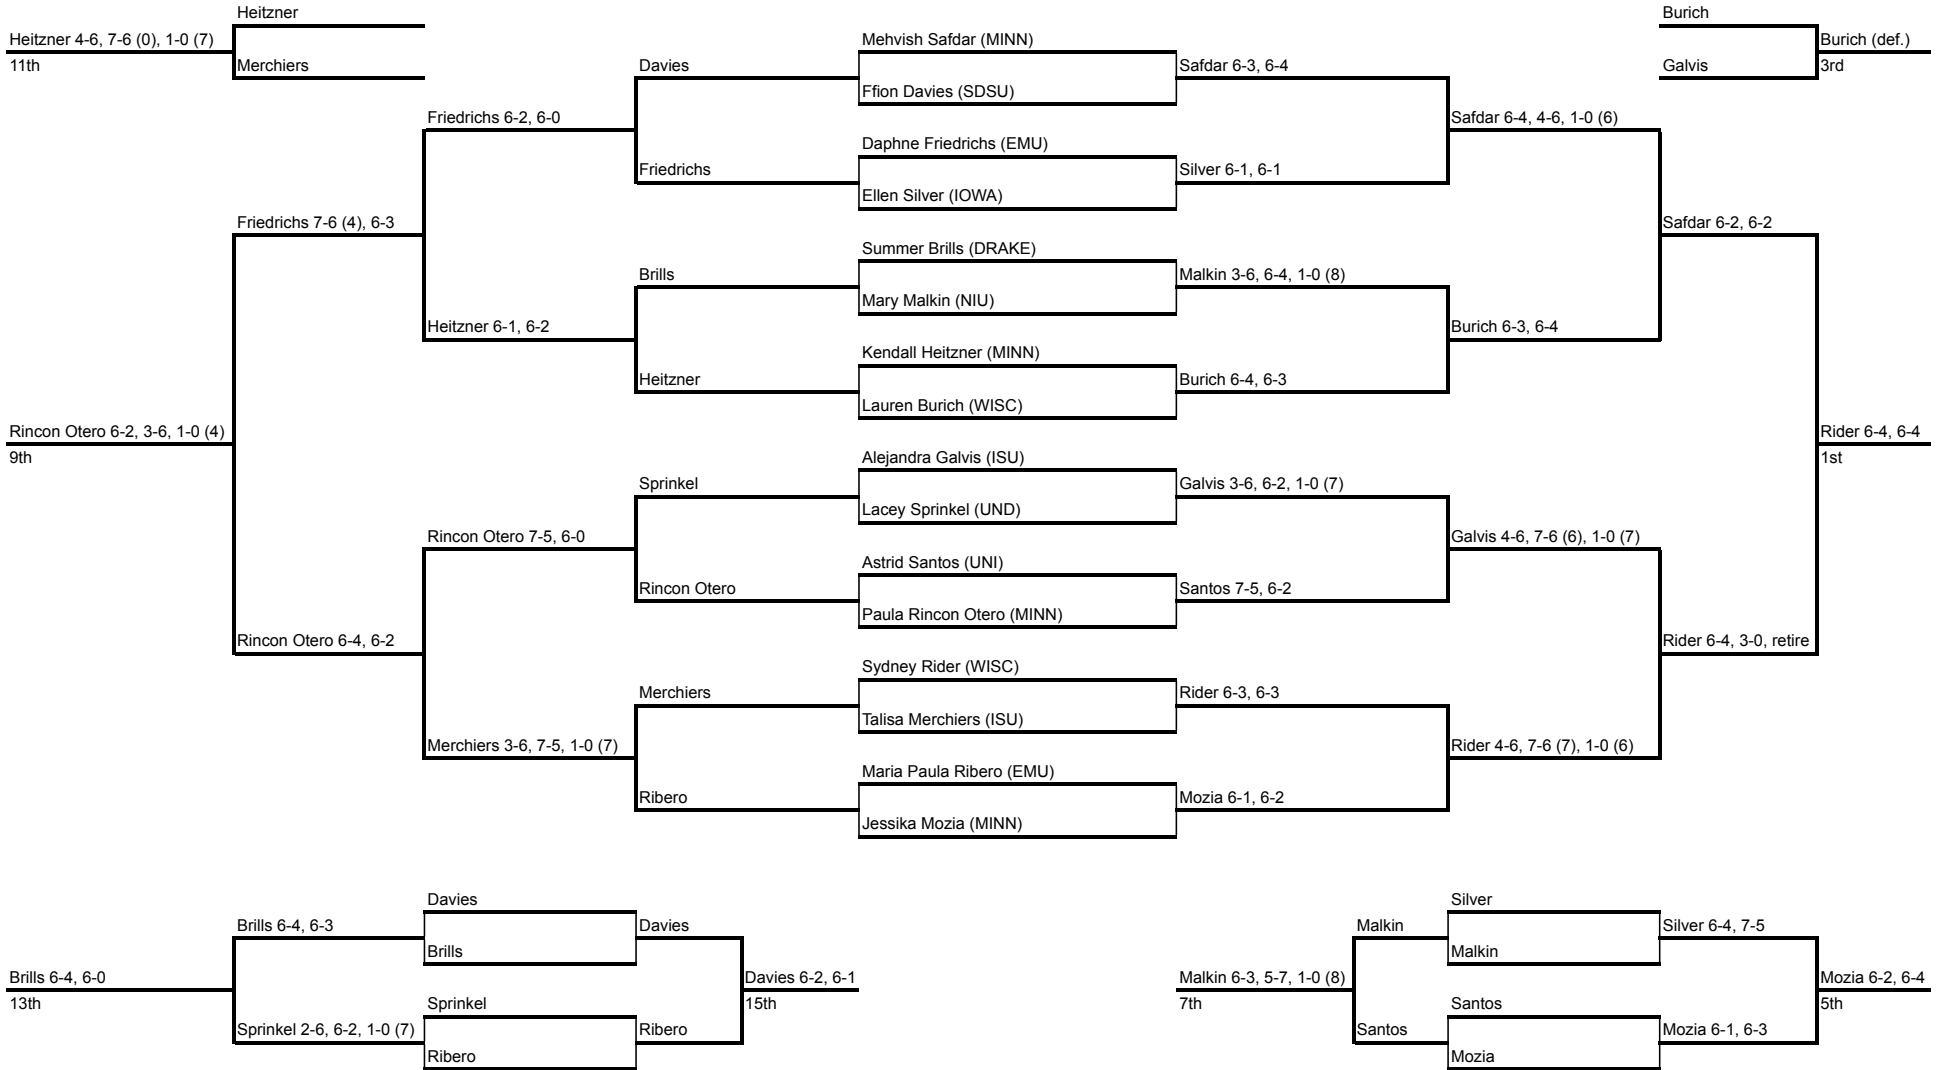 Heitzner
Burich
Heitzner 4-6, 7-6 (0), 1-0 (7)
Mehvish Safdar (MINN)
Burich (def.)
11th
Merchiers
Davies
Safdar 6-3, 6-4
Galvis
3rd
Ffion Davies (SDSU)
Friedrichs 6-2, 6-0
Safdar 6-4, 4-6, 1-0 (6)
Daphne Friedrichs (EMU)
Friedrichs
Silver 6-1, 6-1
Ellen Silver (IOWA)
Friedrichs 7-6 (4), 6-3
Safdar 6-2, 6-2
Summer Brills (DRAKE)
Brills
Malkin 3-6, 6-4, 1-0 (8)
Mary Malkin (NIU)
Heitzner 6-1, 6-2
Burich 6-3, 6-4
Kendall Heitzner (MINN)
Heitzner
Burich 6-4, 6-3
Lauren Burich (WISC)
Rincon Otero 6-2, 3-6, 1-0 (4)
Rider 6-4, 6-4
9th
Alejandra Galvis (ISU)
1st
Sprinkel
Galvis 3-6, 6-2, 1-0 (7)
Lacey Sprinkel (UND)
Rincon Otero 7-5, 6-0
Galvis 4-6, 7-6 (6), 1-0 (7)
Astrid Santos (UNI)
Rincon Otero
Santos 7-5, 6-2
Paula Rincon Otero (MINN)
Rincon Otero 6-4, 6-2
Rider 6-4, 3-0, retire
Sydney Rider (WISC)
Merchiers
Rider 6-3, 6-3
Talisa Merchiers (ISU)
Merchiers 3-6, 7-5, 1-0 (7)
Rider 4-6, 7-6 (7), 1-0 (6)
Maria Paula Ribero (EMU)
Ribero
Mozia 6-1, 6-2
Jessika Mozia (MINN)
Davies
Silver
Brills 6-4, 6-3
Davies
Malkin
Silver 6-4, 7-5
Brills
Malkin
Brills 6-4, 6-0
Davies 6-2, 6-1
Malkin 6-3, 5-7, 1-0 (8)
Mozia 6-2, 6-4
13th
Sprinkel
15th
7th
Santos
5th
Sprinkel 2-6, 6-2, 1-0 (7)
Ribero
Santos
Mozia 6-1, 6-3
Ribero
Mozia